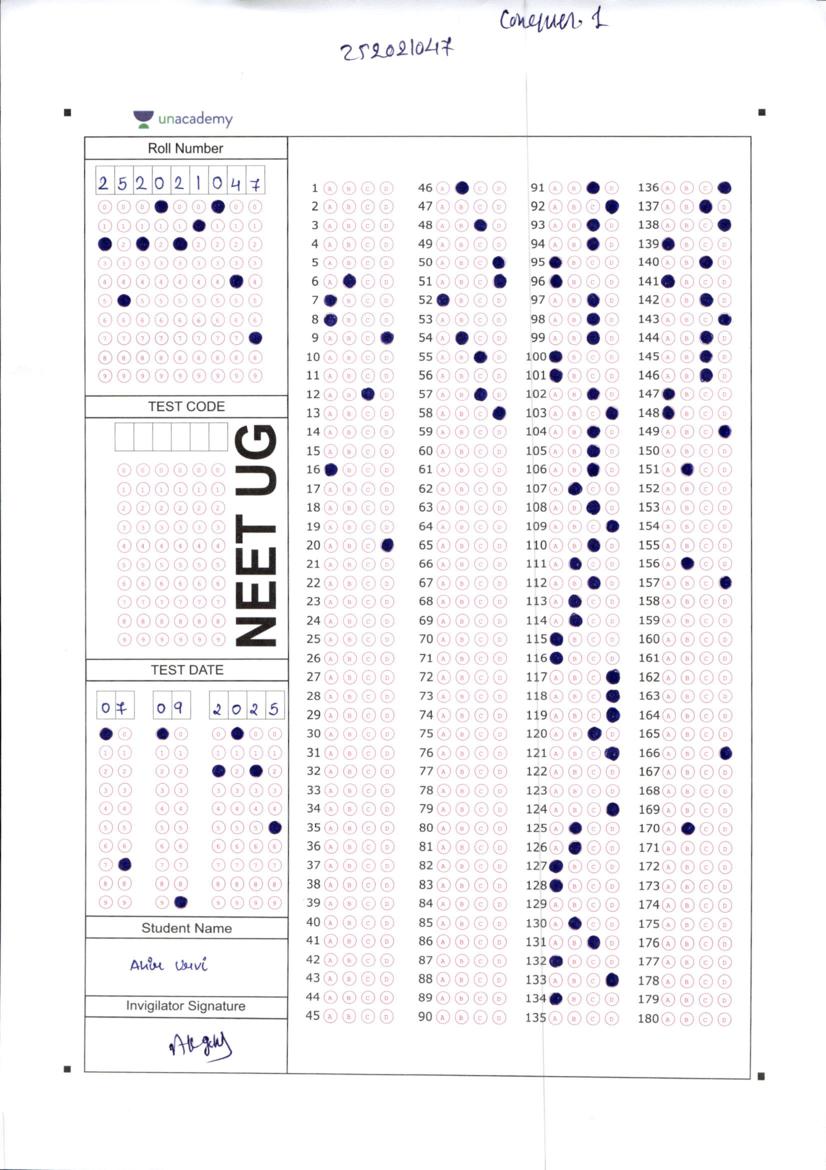 Conquer. 1
252021047
unacademy
Roll Number
2 5 2 0 2 1 0 4 7
TEST CODE
NEET UG
TEST DATE
0 7 0 9 2 0 2 5
Student Name
Invigilator Signature
1 A B C D 46 A C D 91 A B D 136 A B C
2 A B C D 47 A B C D 92 A B C 137 A B D
3 A B C D 48 A B D 93 A B D 138 A B C
4 A B C D 49 A B C D 94 A B D 139 B C D
5 A B C D 50 A B C 95 B C D 140 A B D
6 A C D 51 A B C 96 B C D 141 B C D
7 B C D 52 B C D 97 A B D 142 A B D
8 B C D 53 A B C D 98 A B D 143 A B C
9 A B C 54 A C D 99 A B D 144 A B D
10 A B C D 55 A B D 100 B C D 145 A B D
11 A B C D 56 A B C D 101 B C D 146 A B D
12 A B D 57 A B D 102 A B D 147 B C D
13 A B C D 58 A B C 103 A B C 148 B C D
14 A B C D 59 A B C D 104 A B D 149 A B C
15 A B C D 60 A B C D 105 A B D 150 A B C D
16 B C D 61 A B C D 106 A B D 151 A C D
17 A B C D 62 A B C D 107 A C D 152 A B C D
18 A B C D 63 A B C D 108 A B D 153 A B C D
19 A B C D 64 A B C D 109 A B C 154 A B C D
20 A B C 65 A B C D 110 A B D 155 A B C D
21 A B C D 66 A B C D 111 A C D 156 A C D
22 A B C D 67 A B C D 112 A B D 157 A B C
23 A B C D 68 A B C D 113 A C D 158 A B C D
24 A B C D 69 A B C D 114 A C D 159 A B C D
25 A B C D 70 A B C D 115 B C D 160 A B C D
26 A B C D 71 A B C D 116 B C D 161 A B C D
27 A B C D 72 A B C D 117 A B C 162 A B C D
28 A B C D 73 A B C D 118 A B C 163 A B C D
29 A B C D 74 A B C D 119 A B C 164 A B C D
30 A B C D 75 A B C D 120 A B D 165 A B C D
31 A B C D 76 A B C D 121 A B C 166 A B C
32 A B C D 77 A B C D 122 A B C D 167 A B C D
33 A B C D 78 A B C D 123 A B C D 168 A B C D
34 A B C D 79 A B C D 124 A B C 169 A B C D
35 A B C D 80 A B C D 125 A C D 170 A C D
36 A B C D 81 A B C D 126 A C D 171 A B C D
37 A B C D 82 A B C D 127 B C D 172 A B C D
38 A B C D 83 A B C D 128 B C D 173 A B C D
39 A B C D 84 A B C D 129 A B C D 174 A B C D
40 A B C D 85 A B C D 130 A C D 175 A B C D
41 A B C D 86 A B C D 131 A B D 176 A B C D
42 A B C D 87 A B C D 132 B C D 177 A B C D
43 A B C D 88 A B C D 133 A B C 178 A B C D
44 A B C D 89 A B C D 134 B C D 179 A B C D
45 A B C D 90 A B C D 135 A B C D 180 A B C D